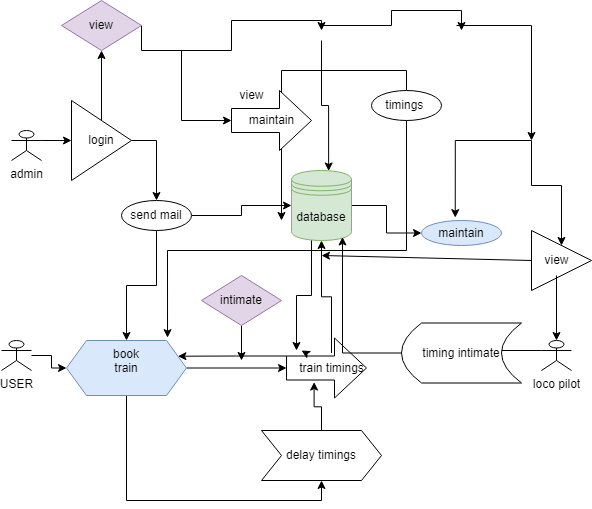 view
view
timings
maintain
login
admin
send mail
database
maintain
view
intimate
book
train
timing intimate
train timings
USER
loco pilot
delay timings